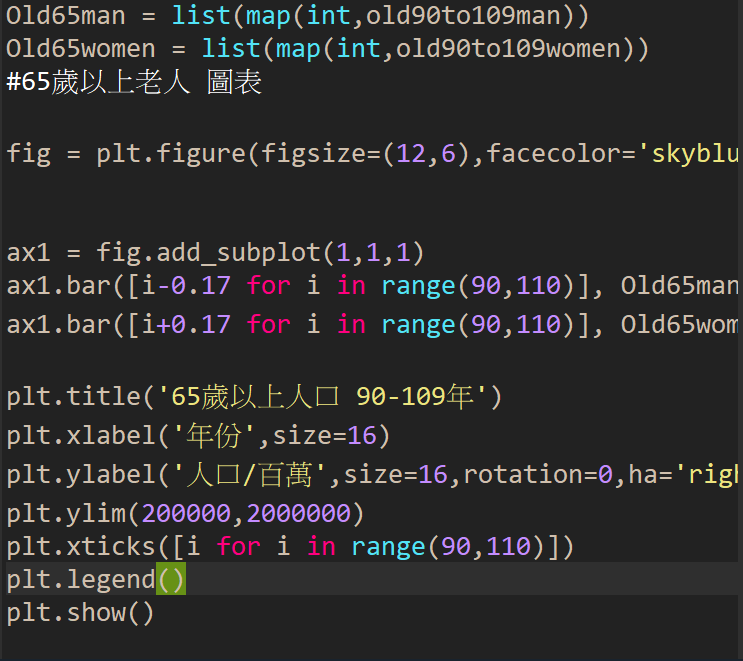 Old65man = list(map(int,old90to109man))
Old65women = list(map(int,old90to109women))
#65歲以上老人 圖表
fig = plt.figure(figsize=(12,6),facecolor='skyblu
ax1 = fig.add_subplot(1,1,1)
ax1.bar([i-0.17 for i in range(90,110)], Old65man
ax1.bar([i+0.17 for i in range(90,110)], Old65wom
plt.title('65歲以上人口 90-109年')
plt.xlabel('年份',size=16)
plt.ylabel('人口/百萬',size=16,rotation=0,ha='righ
plt.ylim(200000,2000000)
plt.xticks([i for i in range(90,110)])
plt.legend()
plt.show()